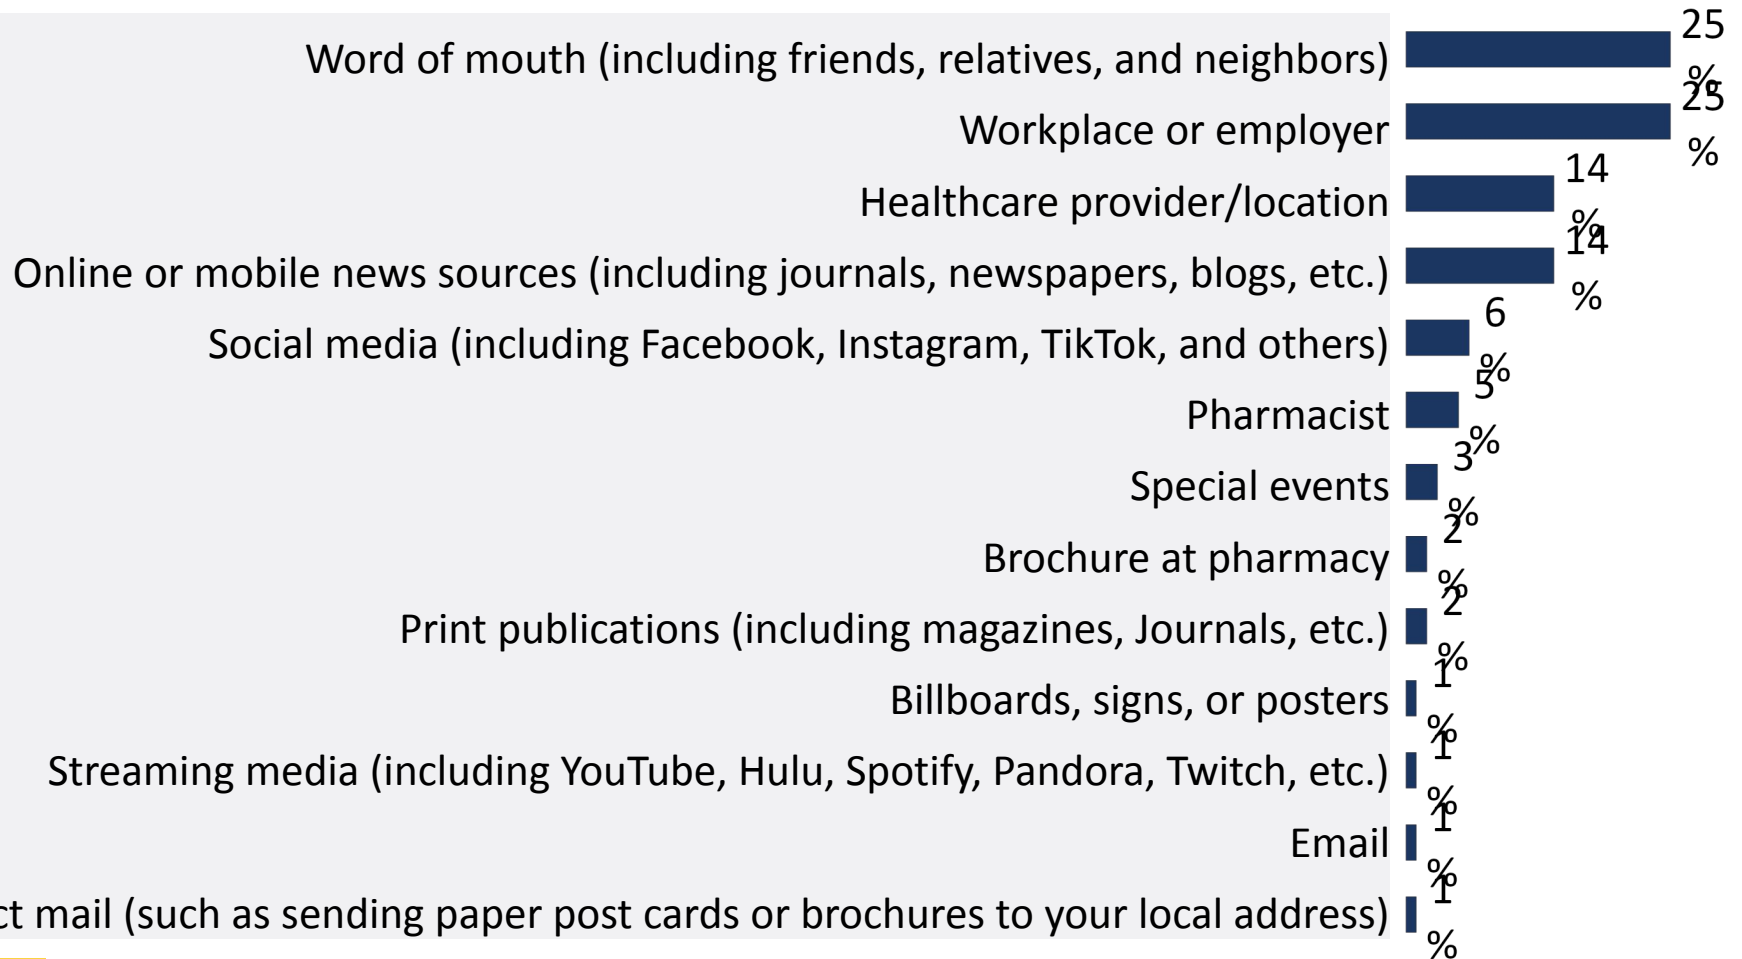 Word of mouth (including friends, relatives, and neighbors) 25%
Workplace or employer 25%
Healthcare provider/location 14%
Online or mobile news sources (including journals, newspapers, blogs, etc.) 14%
Social media (including Facebook, Instagram, TikTok, and others) 6%
Pharmacist 5%
Special events 3%
Brochure at pharmacy 2%
Print publications (including magazines, Journals, etc.) 2%
Billboards, signs, or posters 1%
Streaming media (including YouTube, Hulu, Spotify, Pandora, Twitch, etc.) 1%
Email 1%
ct mail (such as sending paper post cards or brochures to your local address) 1%